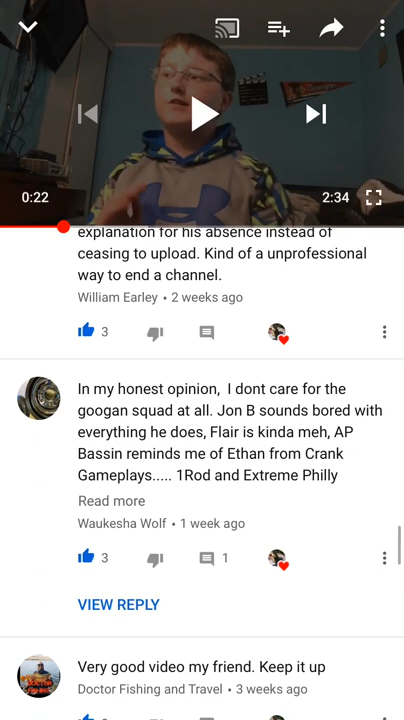 0:22
2:34
explanation for his absence instead of
ceasing to upload. Kind of a unprofessional
way to end a channel.
William Earley • 2 weeks ago
3
In my honest opinion,  I dont care for the
googan squad at all. Jon B sounds bored with
everything he does, Flair is kinda meh, AP
Bassin reminds me of Ethan from Crank
Gameplays..... 1Rod and Extreme Philly
Read more
Waukesha Wolf • 1 week ago
3
1
VIEW REPLY
Very good video my friend. Keep it up
Doctor Fishing and Travel • 3 weeks ago